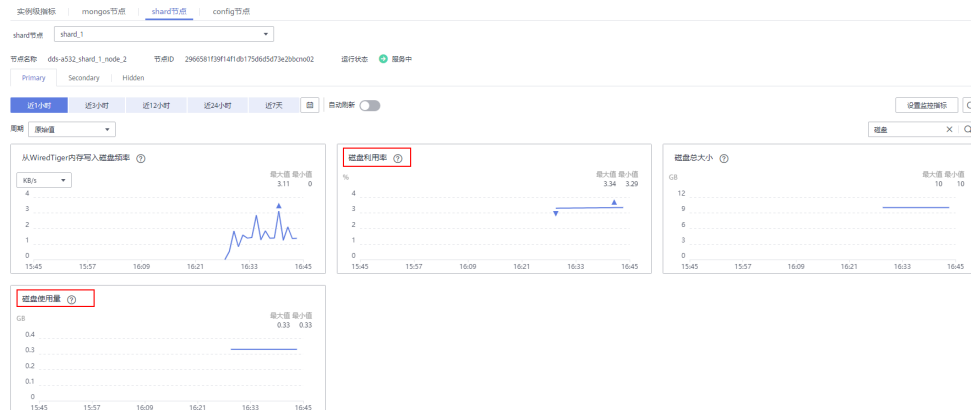 实例级指标 mongos节点 shard节点 config节点
shard节点 shard_1
节点名称 dds-a532_shard_1_node_2 节点ID 2966581f39f14f1db175d6d5d73e2bbcno02 运行状态 服务中
Primary Secondary Hidden
近1小时 近3小时 近12小时 近24小时 近7天 自动刷新 设置监控指标
周期 原始值 磁盘
从WiredTiger内存写入磁盘频率
KB/s
最大值 最小值
3.11 0
4
3
2
1
0
15:45 15:57 16:09 16:21 16:33 16:45
磁盘利用率
%
最大值 最小值
3.34 3.29
4
3
2
1
0
15:45 15:57 16:09 16:21 16:33 16:45
磁盘总大小
GB
最大值 最小值
10 10
12
9
6
3
0
15:45 15:57 16:09 16:21 16:33 16:45
磁盘使用量
GB
最大值 最小值
0.33 0.33
0.4
0.3
0.2
0.1
0
15:45 15:57 16:09 16:21 16:33 16:45